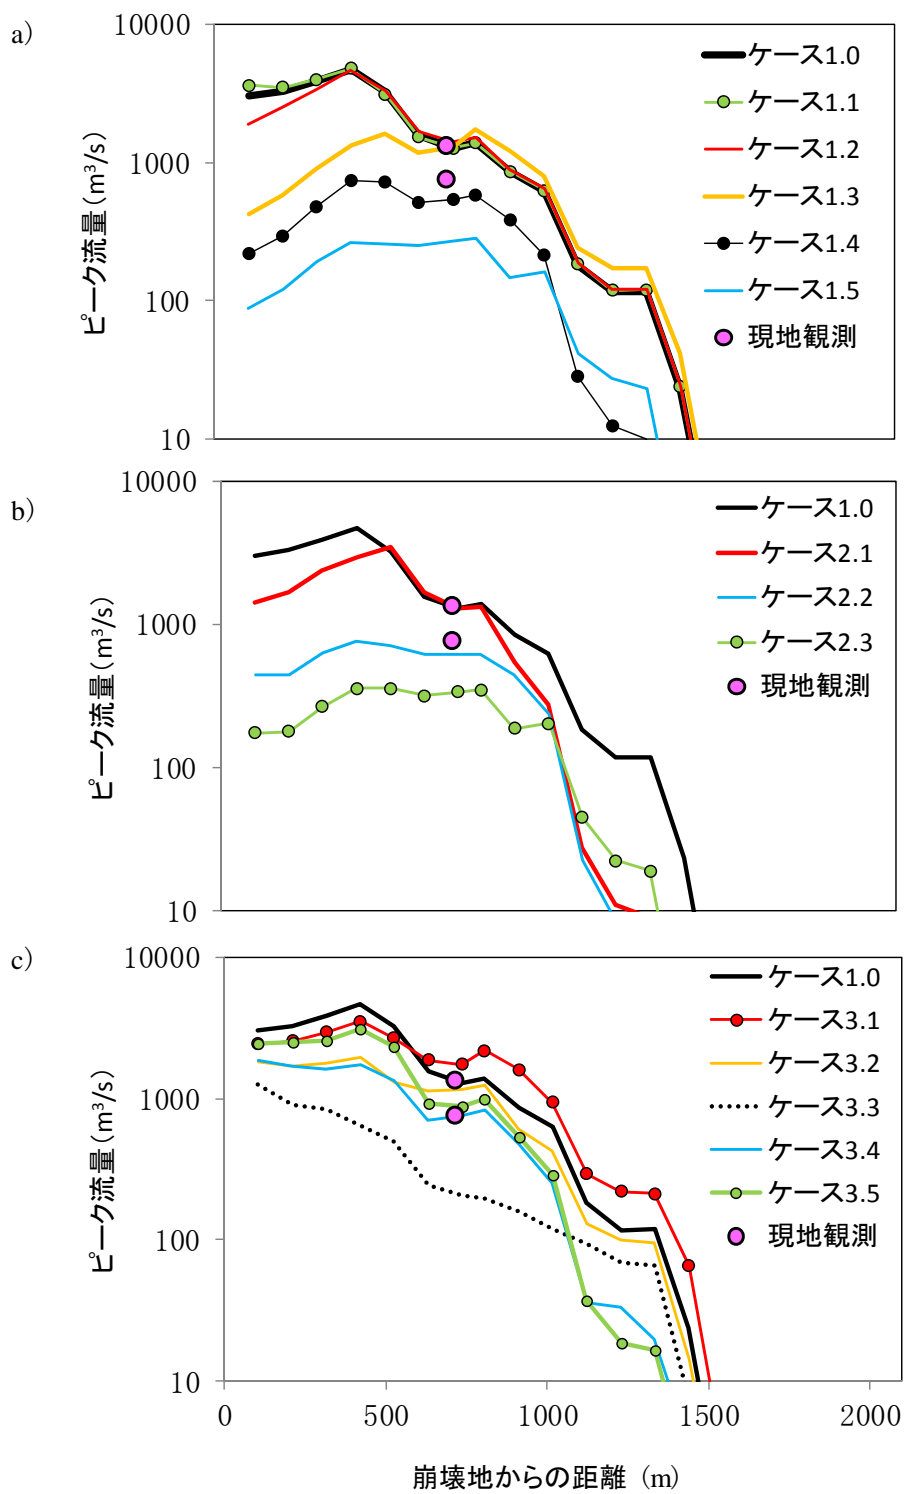 a)
ピーク流量(m³/s)
10000
1000
100
10
ケース1.0
ケース1.1
ケース1.2
ケース1.3
ケース1.4
ケース1.5
現地観測
b)
ピーク流量(m³/s)
10000
1000
100
10
ケース1.0
ケース2.1
ケース2.2
ケース2.3
現地観測
c)
ピーク流量(m³/s)
10000
1000
100
10
ケース1.0
ケース3.1
ケース3.2
ケース3.3
ケース3.4
ケース3.5
現地観測
0 500 1000 1500 2000
崩壊地からの距離 (m)